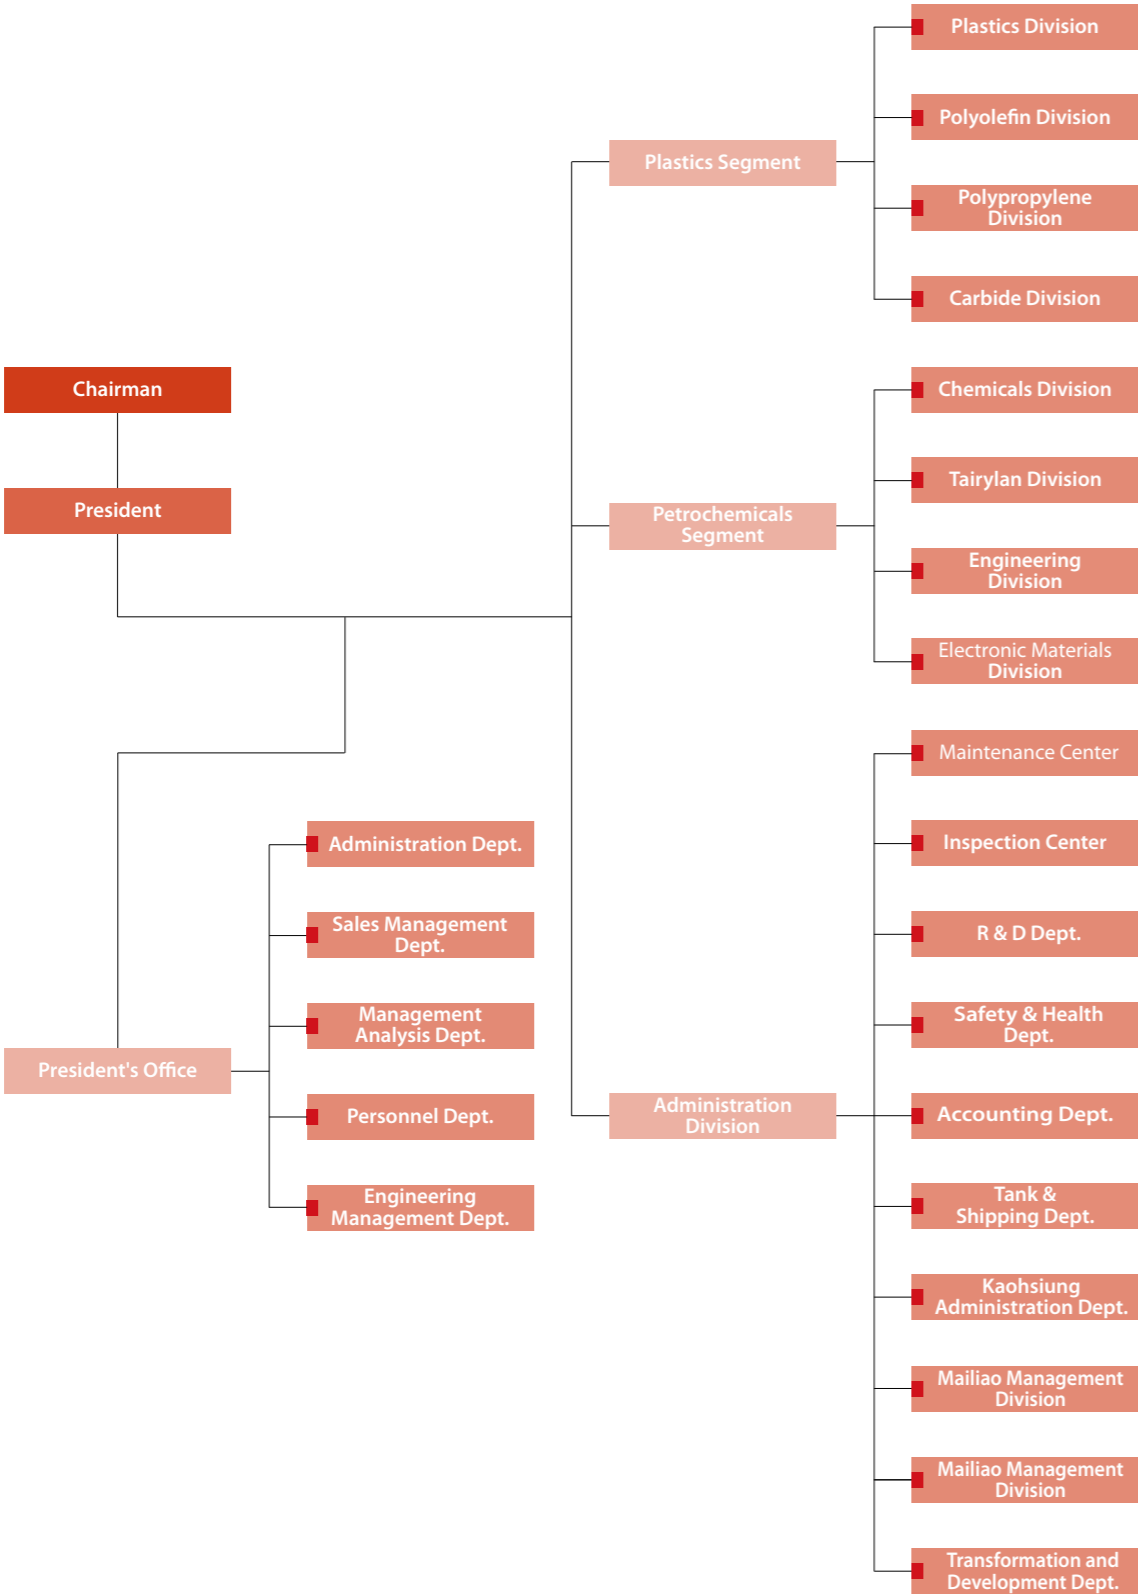 Chairman
President
President's Office
Administration Dept.
Sales Management
Dept.
Management
Analysis Dept.
Personnel Dept.
Engineering
Management Dept.
Plastics Segment
Plastics Division
Polyolefin Division
Polypropylene
Division
Carbide Division
Petrochemicals
Segment
Chemicals Division
Tairylan Division
Engineering
Division
Electronic Materials
Division
Administration
Division
Maintenance Center
Inspection Center
R & D Dept.
Safety & Health
Dept.
Accounting Dept.
Tank &
Shipping Dept.
Kaohsiung
Administration Dept.
Mailiao Management
Division
Mailiao Management
Division
Transformation and
Development Dept.